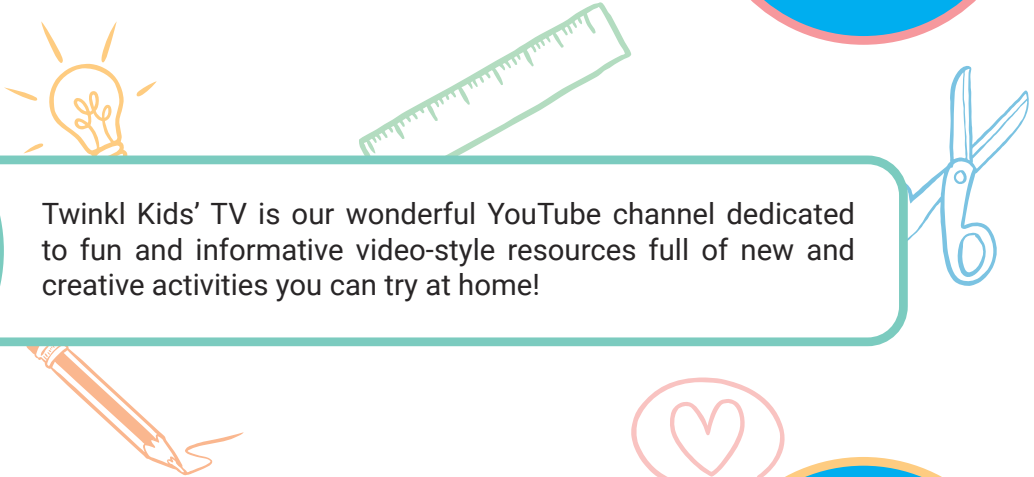 Twinkl Kids’ TV is our wonderful YouTube channel dedicated
to fun and informative video-style resources full of new and
creative activities you can try at home!